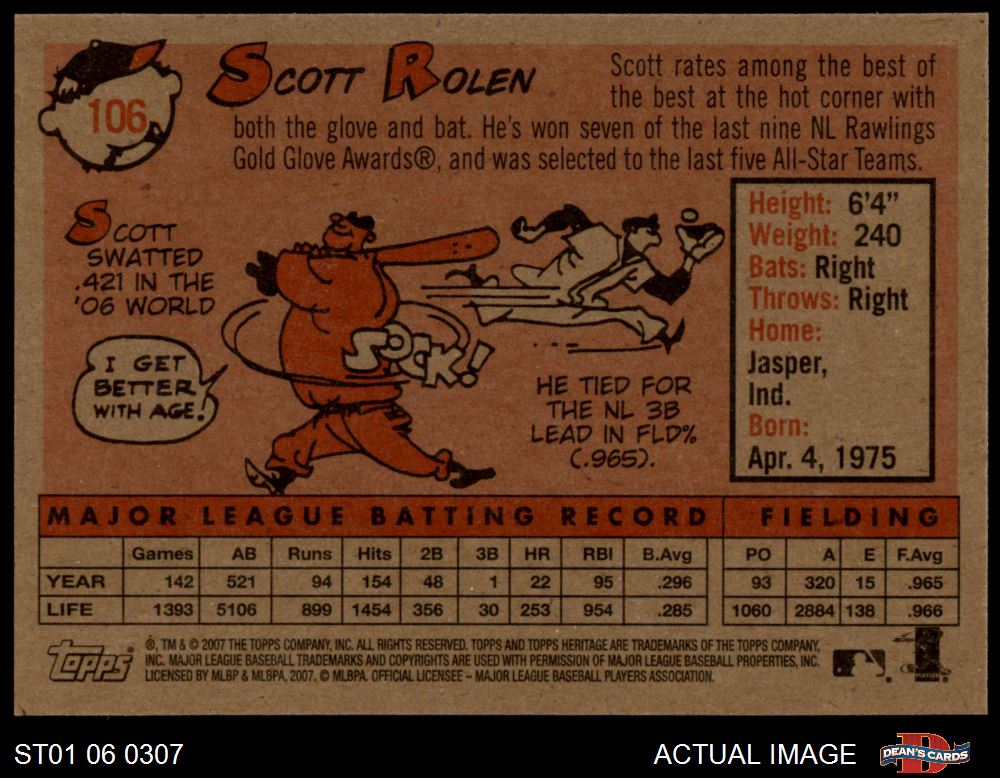 106
SCOTT ROLEN
Scott rates among the best of
the best at the hot corner with
both the glove and bat. He's won seven of the last nine NL Rawlings
Gold Glove Awards®, and was selected to the last five All-Star Teams.
SCOTT
SWATTED
.421 IN THE
'06 WORLD
I GET
BETTER
WITH AGE!
SOCK!
HE TIED FOR
THE NL 3B
LEAD IN FLD%
(.965).
Height: 6'4"
Weight: 240
Bats: Right
Throws: Right
Home:
Jasper,
Ind.
Born:
Apr. 4, 1975
MAJOR LEAGUE BATTING RECORD FIELDING
Games AB Runs Hits 2B 3B HR RBI B.Avg PO A E F.Avg
YEAR 142 521 94 154 48 1 22 95 .296 93 320 15 .965
LIFE 1393 5106 899 1454 356 30 253 954 .285 1060 2884 138 .966
Topps
®, TM & © 2007 THE TOPPS COMPANY, INC. ALL RIGHTS RESERVED. TOPPS AND TOPPS HERITAGE ARE TRADEMARKS OF THE TOPPS COMPANY,
INC. MAJOR LEAGUE BASEBALL TRADEMARKS AND COPYRIGHTS ARE USED WITH PERMISSION OF MAJOR LEAGUE BASEBALL PROPERTIES, INC.
LICENSED BY MLBP & MLBPA, 2007. © MLBPA. OFFICIAL LICENSEE – MAJOR LEAGUE BASEBALL PLAYERS ASSOCIATION.
ST01 06 0307
ACTUAL IMAGE
DEAN'S CARDS